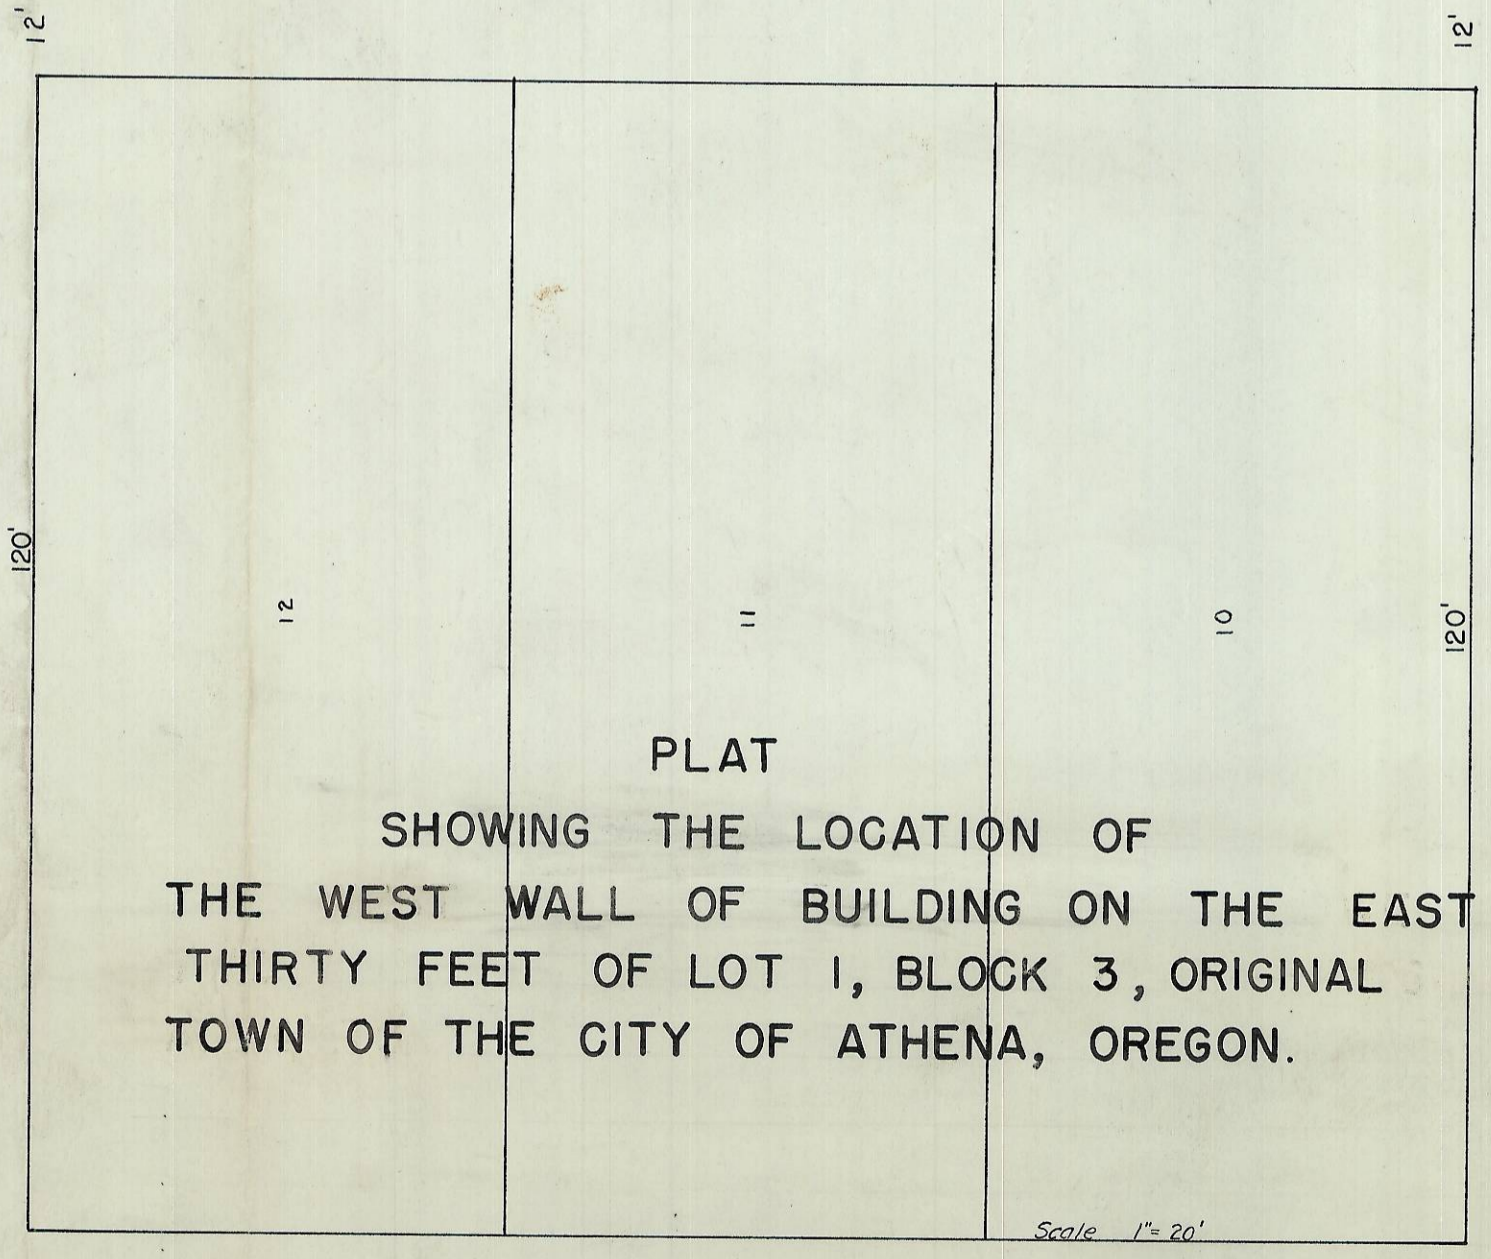 12'
12'
120'
12
11
10
120'
PLAT
SHOWING THE LOCATION OF
THE WEST WALL OF BUILDING ON THE EAST
THIRTY FEET OF LOT 1, BLOCK 3, ORIGINAL
TOWN OF THE CITY OF ATHENA, OREGON.
Scale 1"= 20'